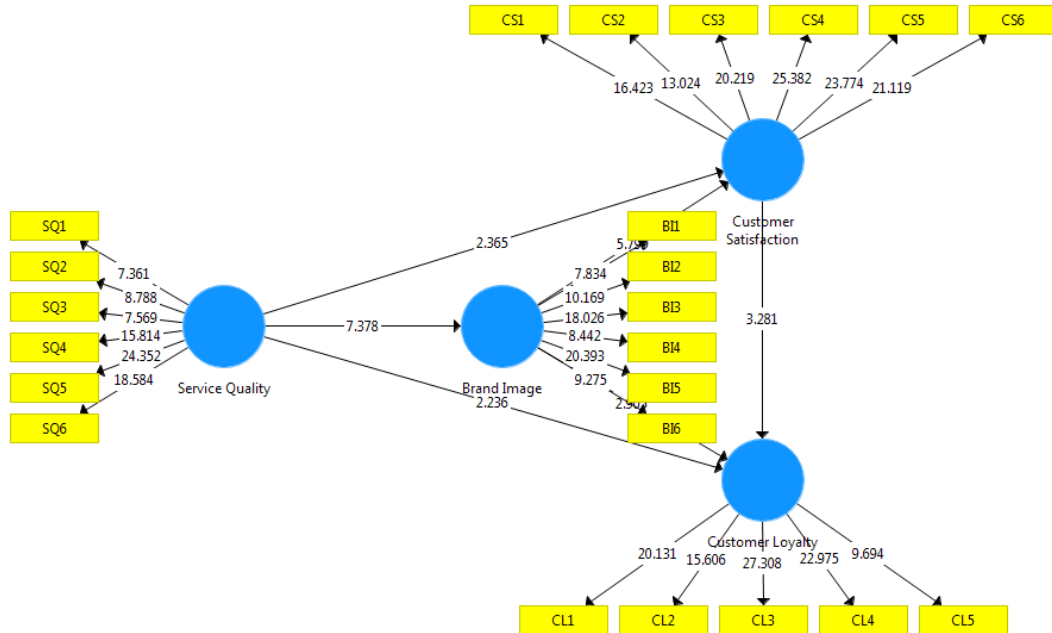 CS1 CS2 CS3 CS4 CS5 CS6
16.423 13.024 20.219 25.382 23.774 21.119
Customer
Satisfaction
SQ1
SQ2
SQ3
SQ4
SQ5
SQ6
7.361
8.788
7.569
15.814
24.352
18.584
Service Quality
2.365
7.378
2.236
Brand Image
7.834
10.169
18.026
8.442
20.393
9.275
BI1
BI2
BI3
BI4
BI5
BI6
3.281
Customer Loyalty
20.131 15.606 27.308 22.975 9.694
CL1 CL2 CL3 CL4 CL5